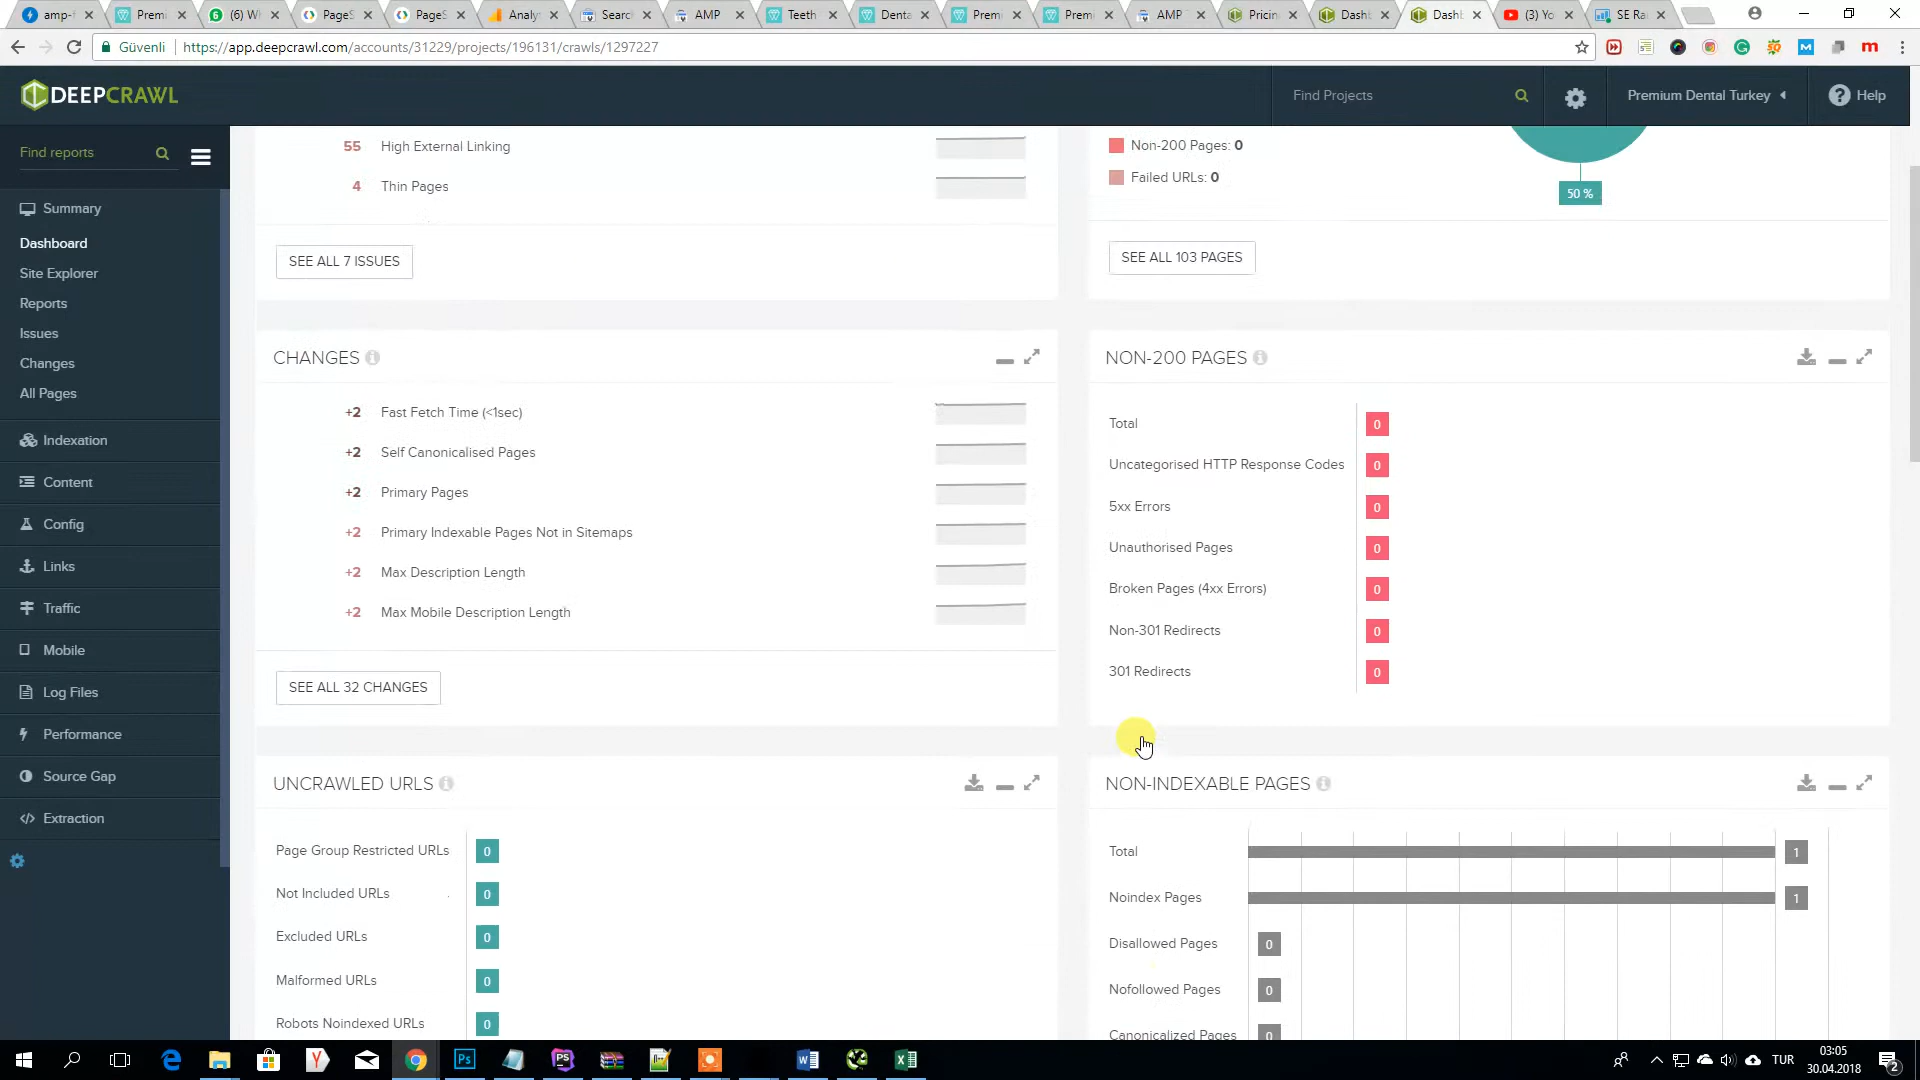 amp-f
Premi
(6) W
PageS
PageS
Analy
Search
AMP
Teeth
Denta
Premi
Premi
AMP
Pricin
Dashb
Dashb
(3) Yo
SE Ra
Güvenli
https://app.deepcrawl.com/accounts/31229/projects/196131/crawls/1297227
DEEPCRAWL
Find Projects
Premium Dental Turkey
Help
Find reports
Summary
Dashboard
Site Explorer
Reports
Issues
Changes
All Pages
Indexation
Content
Config
Links
Traffic
Mobile
Log Files
Performance
Source Gap
Extraction
55 High External Linking
4 Thin Pages
SEE ALL 7 ISSUES
Non-200 Pages: 0
Failed URLs: 0
50 %
SEE ALL 103 PAGES
CHANGES
+2 Fast Fetch Time (<1sec)
+2 Self Canonicalised Pages
+2 Primary Pages
+2 Primary Indexable Pages Not in Sitemaps
+2 Max Description Length
+2 Max Mobile Description Length
SEE ALL 32 CHANGES
NON-200 PAGES
Total 0
Uncategorised HTTP Response Codes 0
5xx Errors 0
Unauthorised Pages 0
Broken Pages (4xx Errors) 0
Non-301 Redirects 0
301 Redirects 0
UNCRAWLED URLS
Page Group Restricted URLs 0
Not Included URLs 0
Excluded URLs 0
Malformed URLs 0
Robots Noindexed URLs 0
NON-INDEXABLE PAGES
Total 1
Noindex Pages 1
Disallowed Pages 0
Nofollowed Pages 0
Canonicalized Pages 0
TUR
03:05
30.04.2018
2